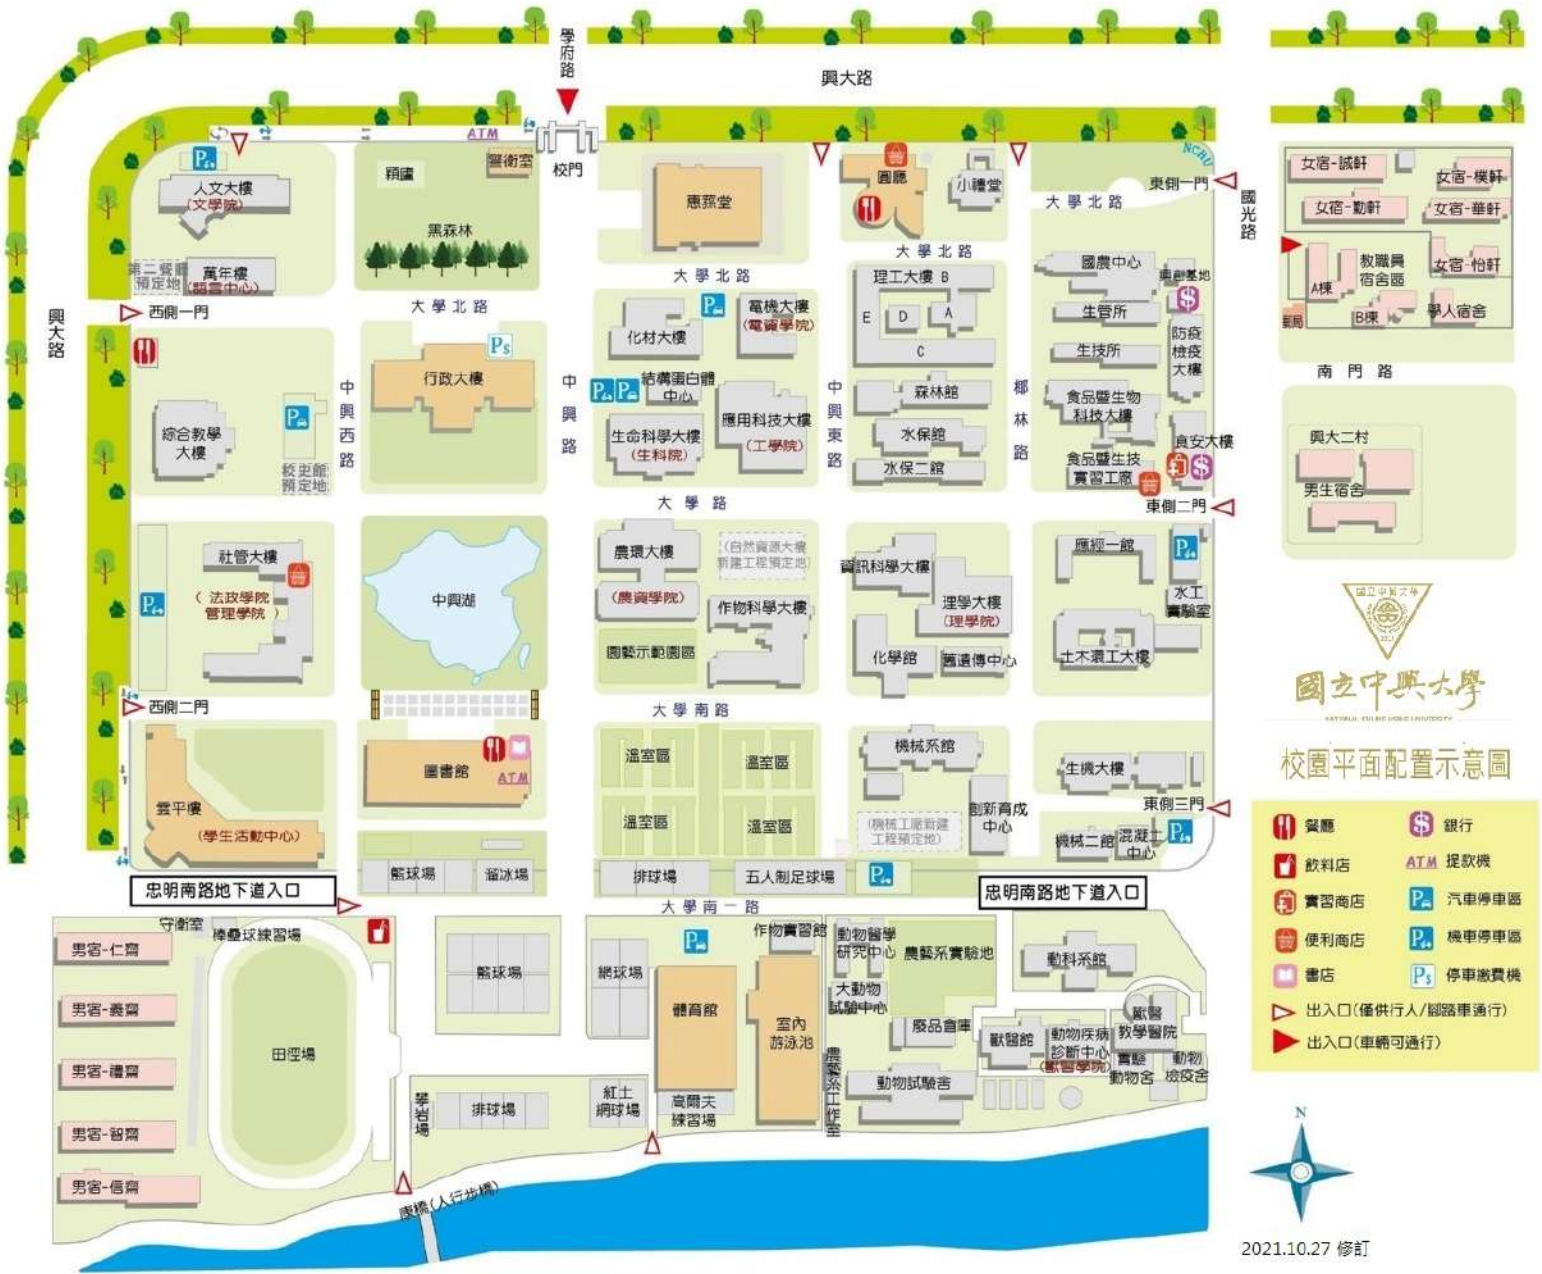 學府路
興大路
ATM
校門
NCHU
人文大樓
(文學院)
穎廬
警衛室
黑森林
惠蓀堂
圓廳
小禮堂
大學北路
東側一門
國光路
女宿-誠軒
女宿-樸軒
女宿-勤軒
女宿-華軒
女宿-怡軒
教職員
宿舍區
A棟
B棟
學人宿舍
郵局
南門路
第二餐廳
預定地
萬年樓
(語言中心)
西側一門
興大路
大學北路
大學北路
大學北路
化材大樓
電機大樓
(電資學院)
理工大樓 B
E
D
A
C
國農中心
生管所
生技所
防疫
檢疫
大樓
行政大樓
中興西路
中興路
結構蛋白體
中心
生命科學大樓
(生科院)
應用科技大樓
(工學院)
中興東路
森林館
水保館
水保二館
椰林路
食品暨生物
科技大樓
食安大樓
食品暨生技
實習工廠
綜合教學
大樓
校史館
預定地
興大二村
男生宿舍
大學路
東側二門
社管大樓
(法政學院
管理學院)
中興湖
農環大樓
(農資學院)
(自然資源大樓
新建工程預定地)
作物科學大樓
園藝示範園區
資訊科學大樓
理學大樓
(理學院)
化學館
舊遺傳中心
應經一館
水工
實驗室
土木環工大樓
西側二門
大學南路
國立中興大學
國立中興大學
NATIONAL CHUNG HSING UNIVERSITY
校園平面配置示意圖
雲平樓
(學生活動中心)
圖書館
ATM
溫室區
溫室區
溫室區
溫室區
機械系館
創新育成
中心
(機械工廠新建
工程預定地)
生機大樓
東側三門
機械二館
混凝土
中心
籃球場
溜冰場
排球場
五人制足球場
忠明南路地下道入口
忠明南路地下道入口
大學南一路
餐廳
銀行
飲料店
ATM 提款機
實習商店
汽車停車區
便利商店
機車停車區
書店
停車繳費機
出入口(僅供行人/腳踏車通行)
出入口(車輛可通行)
守衛室
棒壘球練習場
男宿-仁齋
男宿-義齋
男宿-禮齋
男宿-智齋
男宿-信齋
田徑場
籃球場
網球場
體育館
作物實習館
室內
游泳池
動物醫學
研究中心
農藝系實驗地
大動物
試驗中心
廢品倉庫
動科系館
獸醫館
動物疾病
診斷中心
(獸醫學院)
獸醫
教學醫院
實驗
動物舍
動物
檢疫舍
動物試驗舍
農藝系工作室
攀岩場
排球場
紅土
網球場
高爾夫
練習場
康橋(人行步橋)
N
2021.10.27 修訂